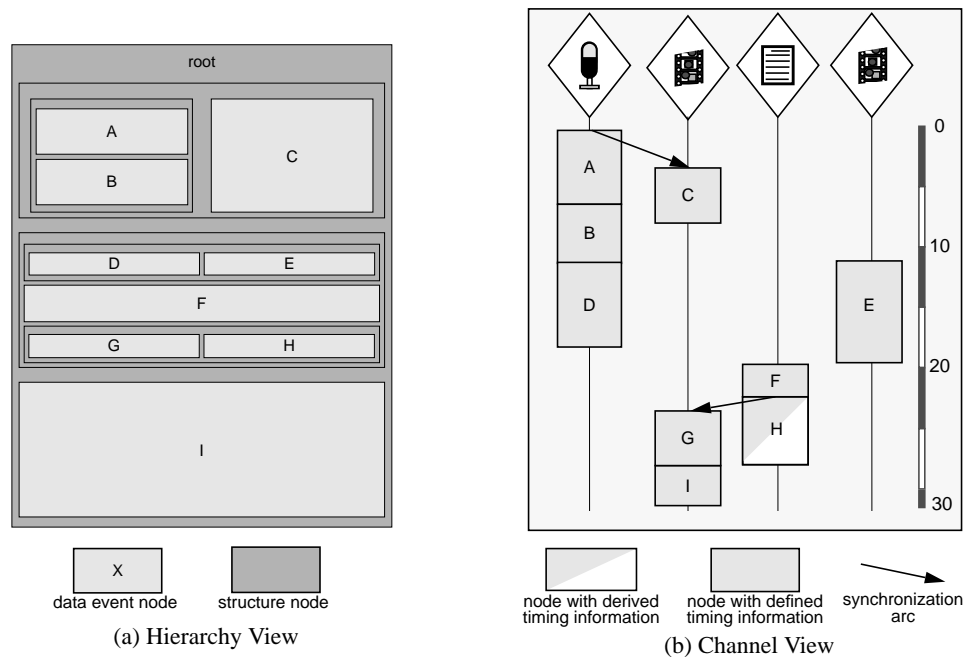 root
A
B
C
D
E
F
G
H
I
X
data event node
structure node
(a) Hierarchy View
0
A
C
B
10
D
E
20
F
G
H
I
30
node with derived
timing information
node with defined
timing information
synchronization
arc
(b) Channel View